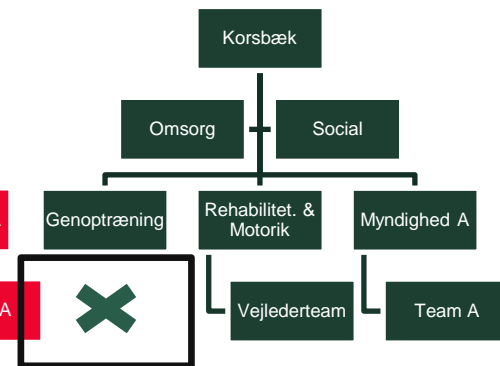 Korsbæk
Omsorg
Social
Genoptræning
Rehabilitet. &
Motorik
Myndighed A
A
Vejlederteam
Team A